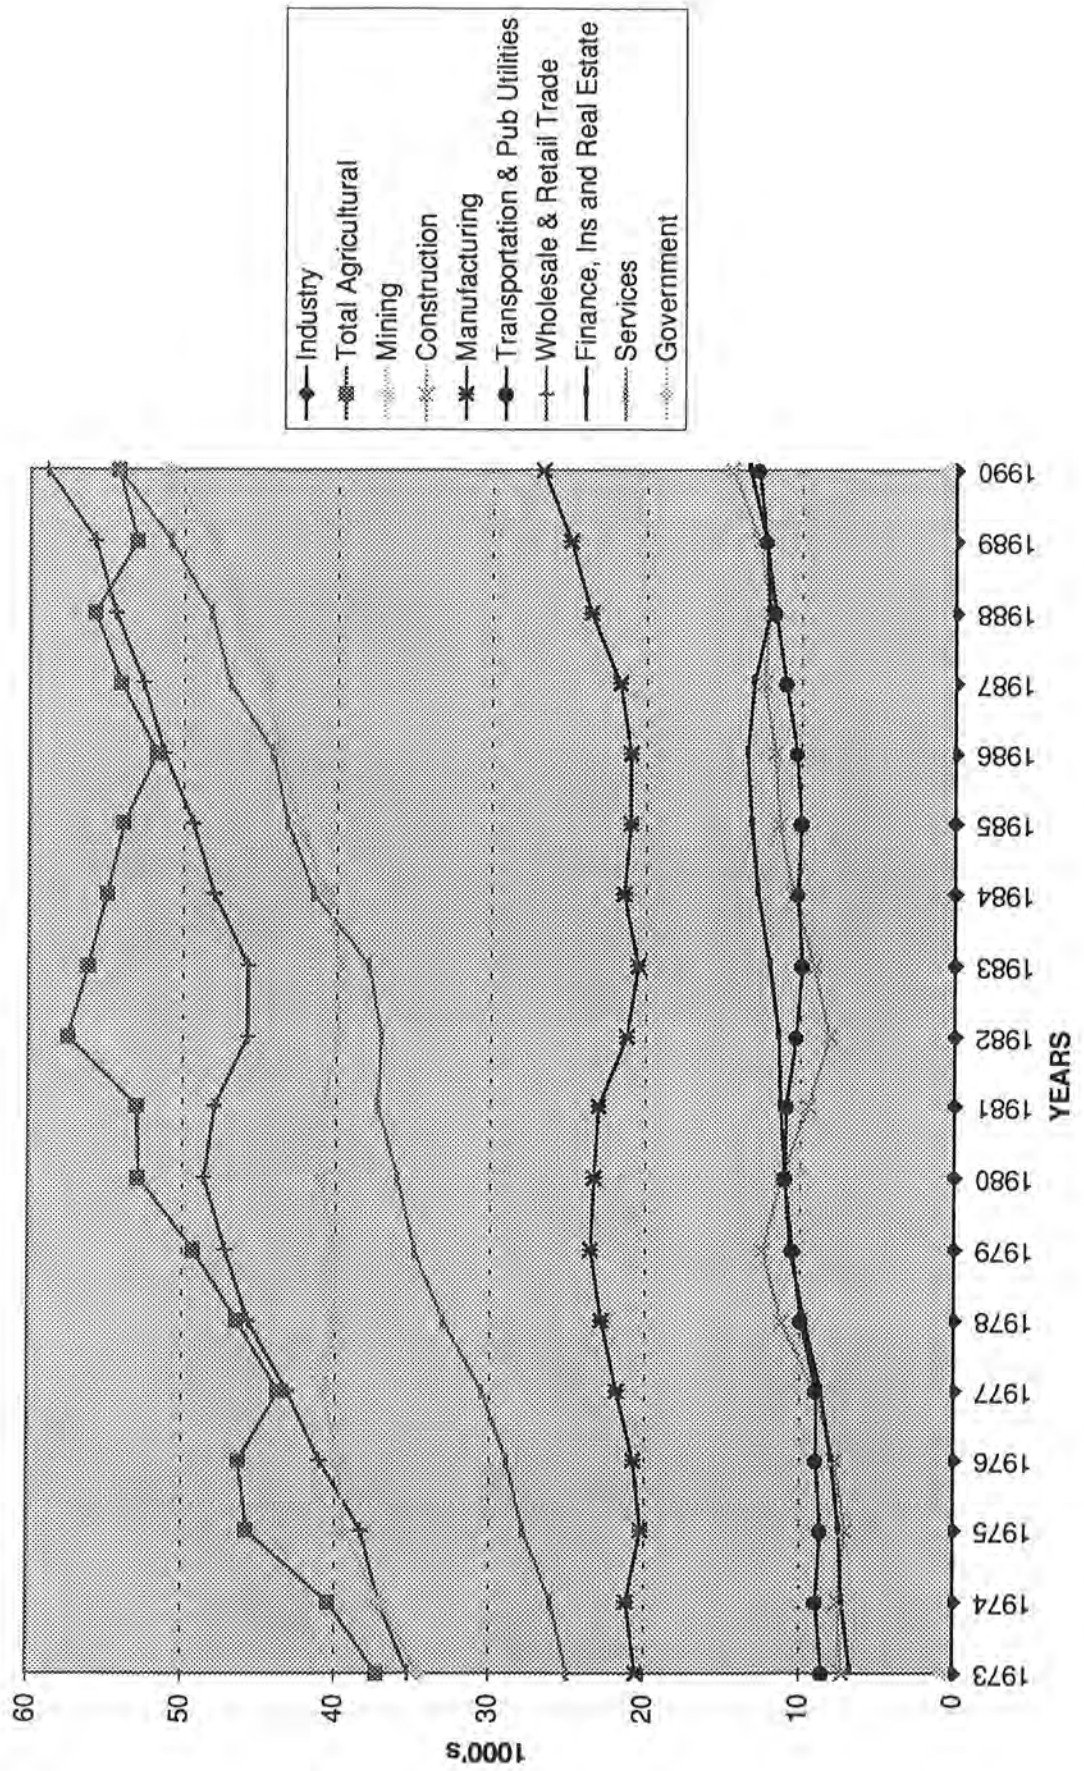 60
50
40
30
20
10
0
1000's
1973
1974
1975
1976
1977
1978
1979
1980
1981
1982
1983
1984
1985
1986
1987
1988
1989
1990
YEARS
Industry
Total Agricultural
Mining
Construction
Manufacturing
Transportation & Pub Utilities
Wholesale & Retail Trade
Finance, Ins and Real Estate
Services
Government